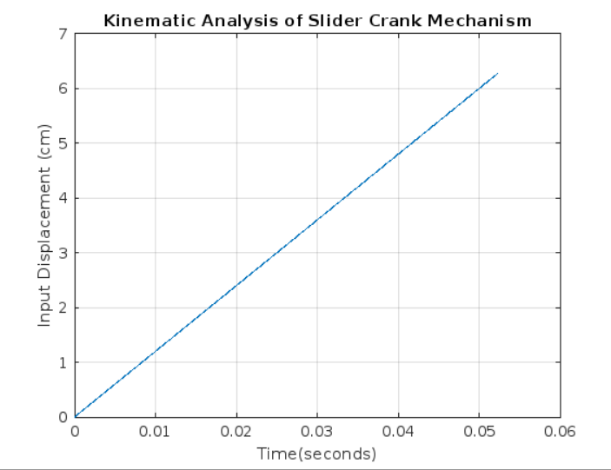 Kinematic Analysis of Slider Crank Mechanism
7
6
5
4
3
2
1
0
Input Displacement (cm)
0 0.01 0.02 0.03 0.04 0.05 0.06
Time(seconds)